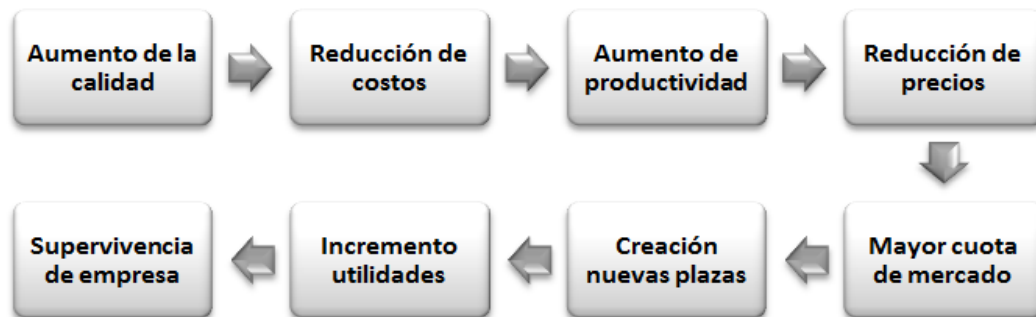 Aumento de la
calidad
Reducción de
costos
Aumento de
productividad
Reducción de
precios
Mayor cuota
de mercado
Creación
nuevas plazas
Incremento
utilidades
Supervivencia
de empresa